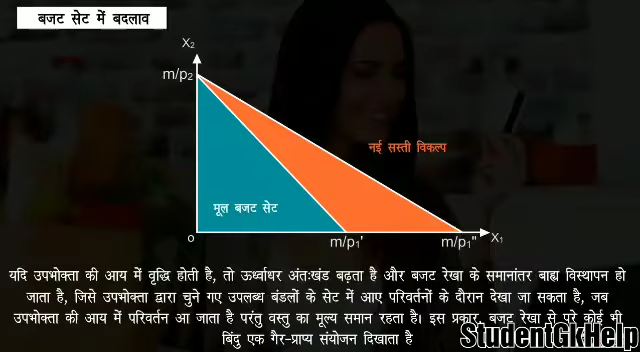 बजट सेट में बदलाव
X₂
m/p₂
नई सस्ती विकल्प
मूल बजट सेट
o
m/p₁'
m/p₁"
X₁
यदि उपभोक्ता की आय में वृद्धि होती है, तो ऊर्ध्वाधर अंतःखंड बढ़ता है और बजट रेखा के समानांतर बाह्य विस्थापन हो
जाता है, जिसे उपभोक्ता द्वारा चुने गए उपलब्ध बंडलों के सेट में आए परिवर्तनों के दौरान देखा जा सकता है, जब
उपभोक्ता की आय में परिवर्तन आ जाता है परंतु वस्तु का मूल्य समान रहता है। इस प्रकार, बजट रेखा से परे कोई भी
बिंदु एक गैर-प्राप्य संयोजन दिखाता है
StudentGkHelp